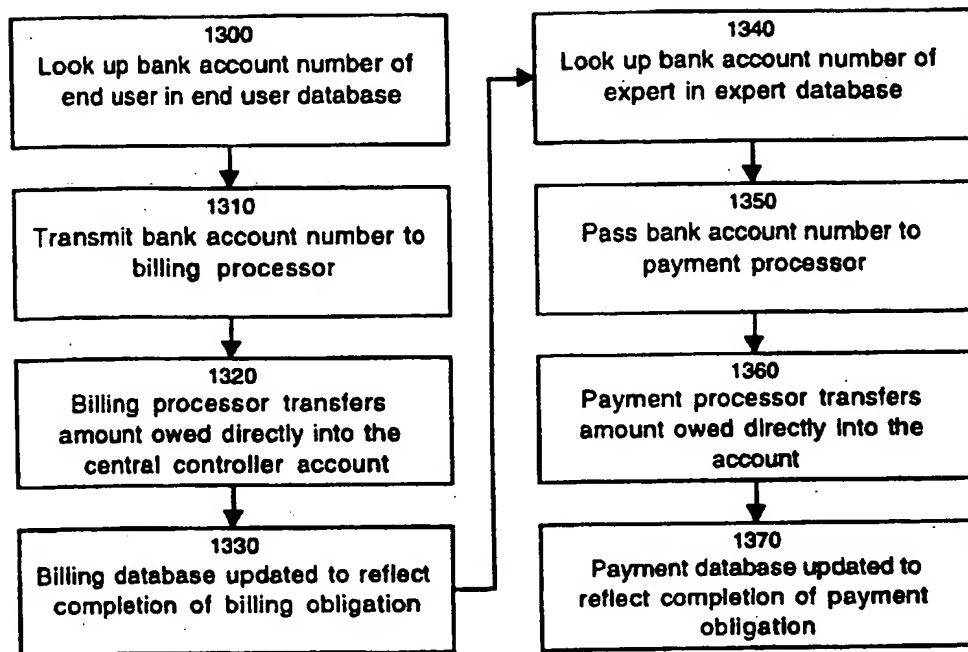 1300
Look up bank account number of
end user in end user database
1310
Transmit bank account number to
billing processor
1320
Billing processor transfers
amount owed directly into the
central controller account
1330
Billing database updated to reflect
completion of billing obligation
1340
Look up bank account number of
expert in expert database
1350
Pass bank account number to
payment processor
1360
Payment processor transfers
amount owed directly into the
account
1370
Payment database updated to
reflect completion of payment
obligation